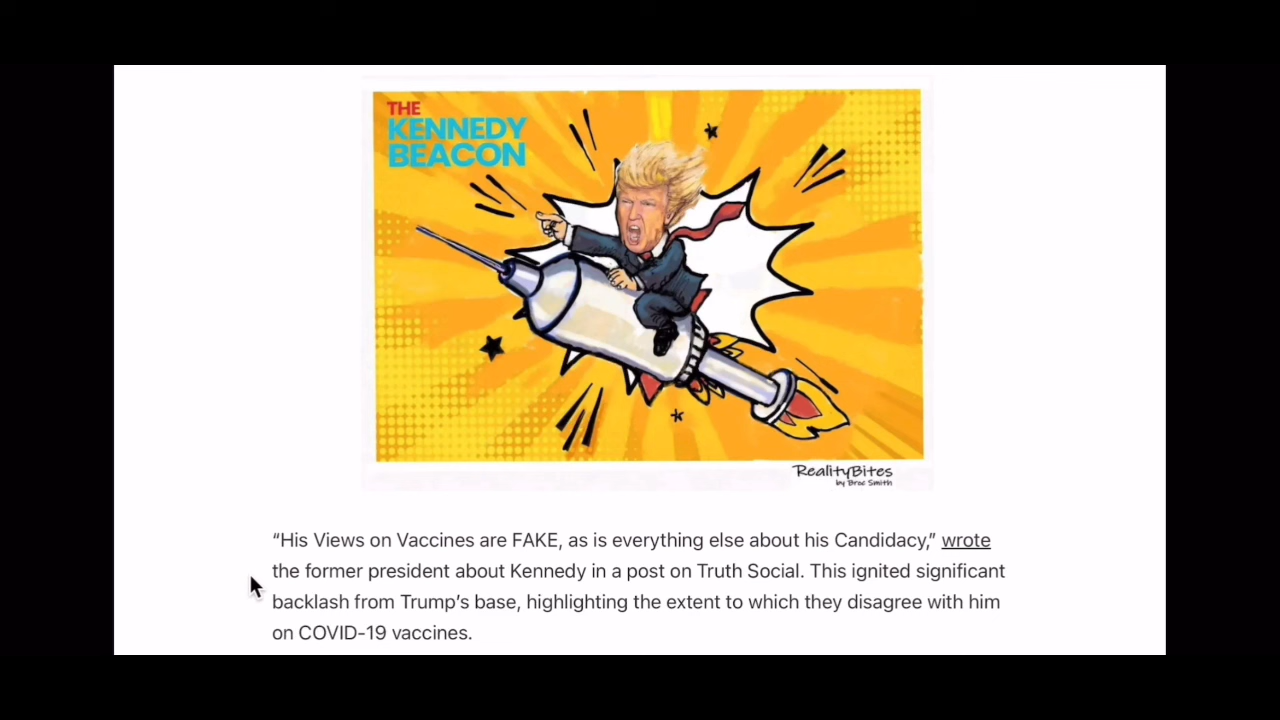 THE
KENNEDY
BEACON
RealityBites
by Broc Smith
“His Views on Vaccines are FAKE, as is everything else about his Candidacy,” wrote
the former president about Kennedy in a post on Truth Social. This ignited significant
backlash from Trump’s base, highlighting the extent to which they disagree with him
on COVID-19 vaccines.